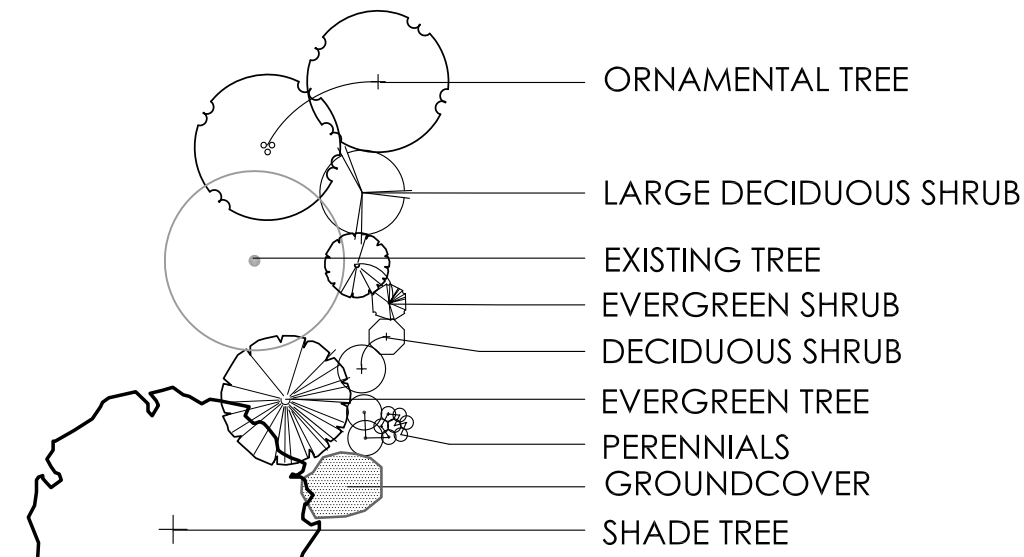 ORNAMENTAL TREE
LARGE DECIDUOUS SHRUB
EXISTING TREE
EVERGREEN SHRUB
DECIDUOUS SHRUB
EVERGREEN TREE
PERENNIALS
GROUNDCOVER
SHADE TREE